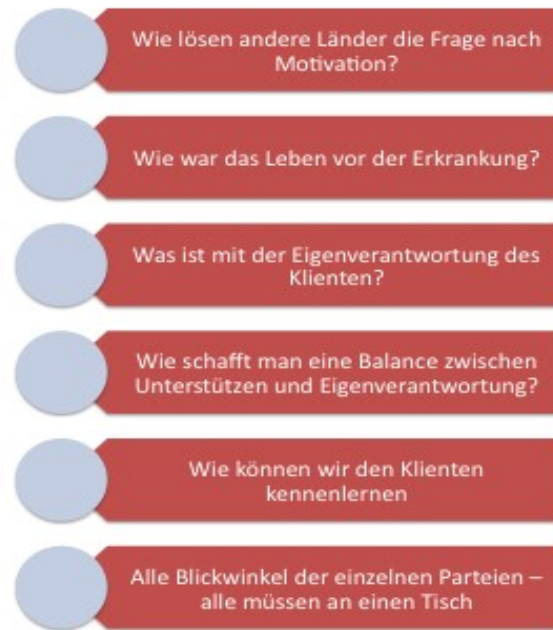 Wie lösen andere Länder die Frage nach
Motivation?
Wie war das Leben vor der Erkrankung?
Was ist mit der Eigenverantwortung des
Klienten?
Wie schafft man eine Balance zwischen
Unterstützen und Eigenverantwortung?
Wie können wir den Klienten
kennenlernen
Alle Blickwinkel der einzelnen Parteien –
alle müssen an einen Tisch